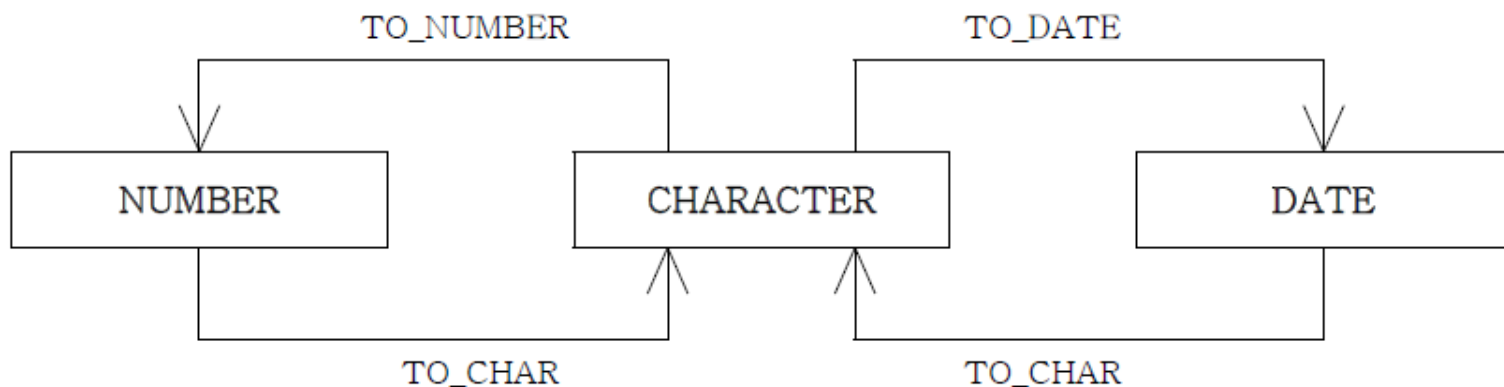 TO_NUMBER
TO_DATE
NUMBER
CHARACTER
DATE
TO_CHAR
TO_CHAR